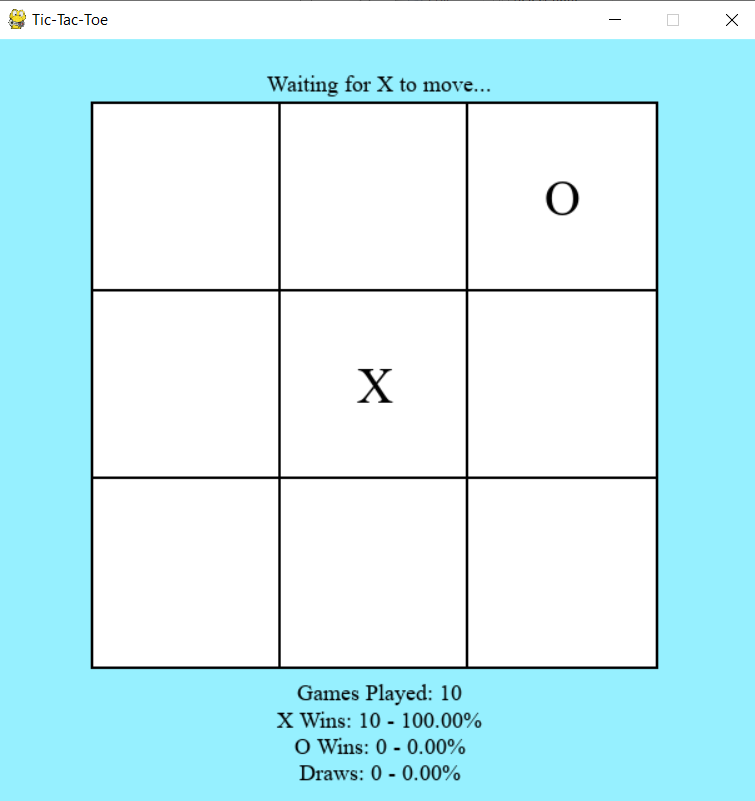 Tic-Tac-Toe
Waiting for X to move...
O
X
Games Played: 10
X Wins: 10 - 100.00%
O Wins: 0 - 0.00%
Draws: 0 - 0.00%